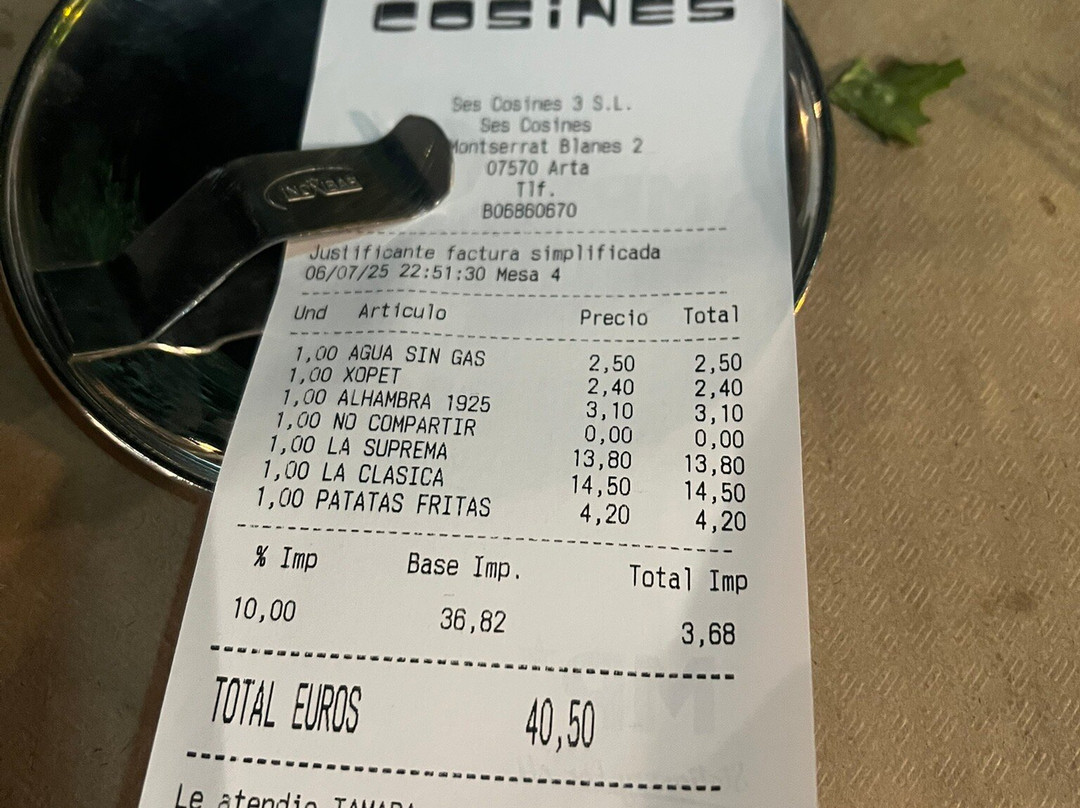 COSiNES
Ses Cosines 3 S.L.
Ses Cosines
Montserrat Blanes 2
07570 Arta
Tlf.
B06860670
Justificante factura simplificada
06/07/25 22:51:30 Mesa 4
Und Articulo Precio Total
1,00 AGUA SIN GAS 2,50 2,50
1,00 XOPET 2,40 2,40
1,00 ALHAMBRA 1925 3,10 3,10
1,00 NO COMPARTIR 0,00 0,00
1,00 LA SUPREMA 13,80 13,80
1,00 LA CLASICA 14,50 14,50
1,00 PATATAS FRITAS 4,20 4,20
% Imp Base Imp. Total Imp
10,00 36,82 3,68
TOTAL EUROS 40,50
Le atendio TAMARA
INOXIBAR